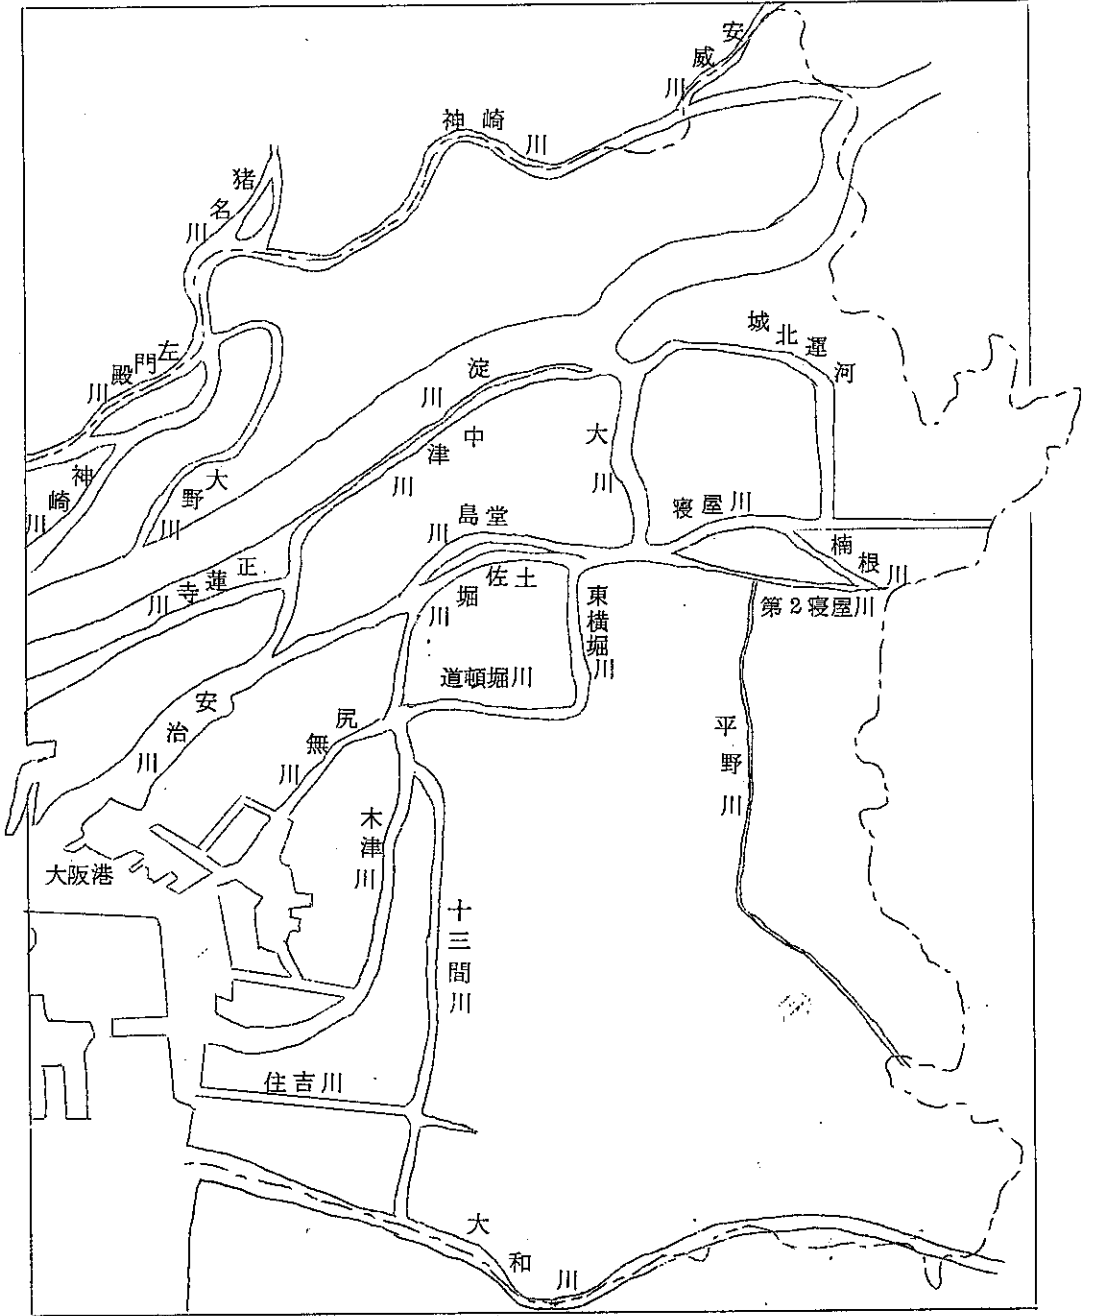 安威川
神崎川
猪名川
左門殿川
神崎川
大野川
淀川
中津川
大川
城北運河
寝屋川
楠根川
第2寝屋川
堂島川
土佐堀川
東横堀川
道頓堀川
正蓮寺川
安治川
尻無川
木津川
平野川
大阪港
十三間川
住吉川
大和川